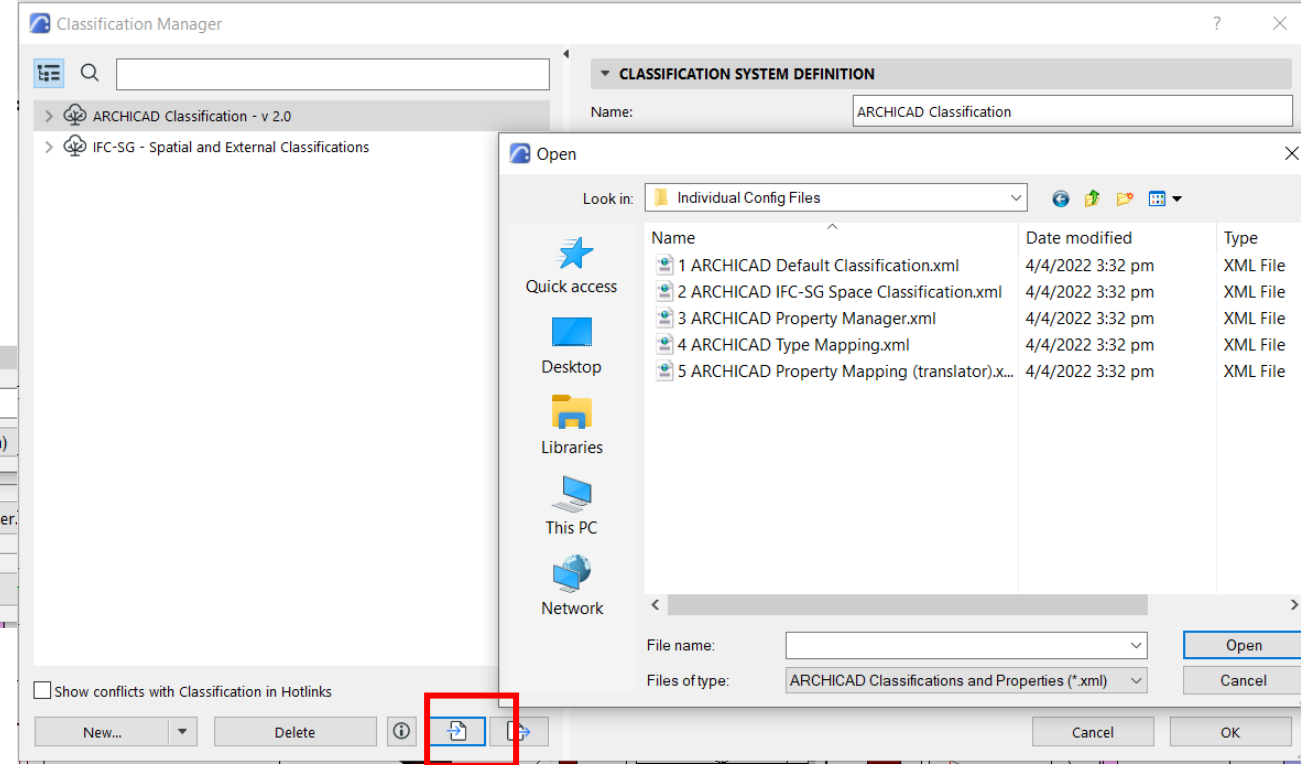 Classification Manager
?
CLASSIFICATION SYSTEM DEFINITION
ARCHICAD Classification - v 2.0
Name:
ARCHICAD Classification
IFC-SG - Spatial and External Classifications
Open
Look in:
Individual Config Files
Name
Date modified
Type
1 ARCHICAD Default Classification.xml
4/4/2022 3:32 pm
XML File
2 ARCHICAD IFC-SG Space Classification.xml
4/4/2022 3:32 pm
XML File
3 ARCHICAD Property Manager.xml
4/4/2022 3:32 pm
XML File
4 ARCHICAD Type Mapping.xml
4/4/2022 3:32 pm
XML File
5 ARCHICAD Property Mapping (translator).x...
4/4/2022 3:32 pm
XML File
Quick access
Desktop
Libraries
This PC
Network
File name:
Open
Files of type:
ARCHICAD Classifications and Properties (*.xml)
Cancel
Show conflicts with Classification in Hotlinks
New...
Delete
Cancel
OK